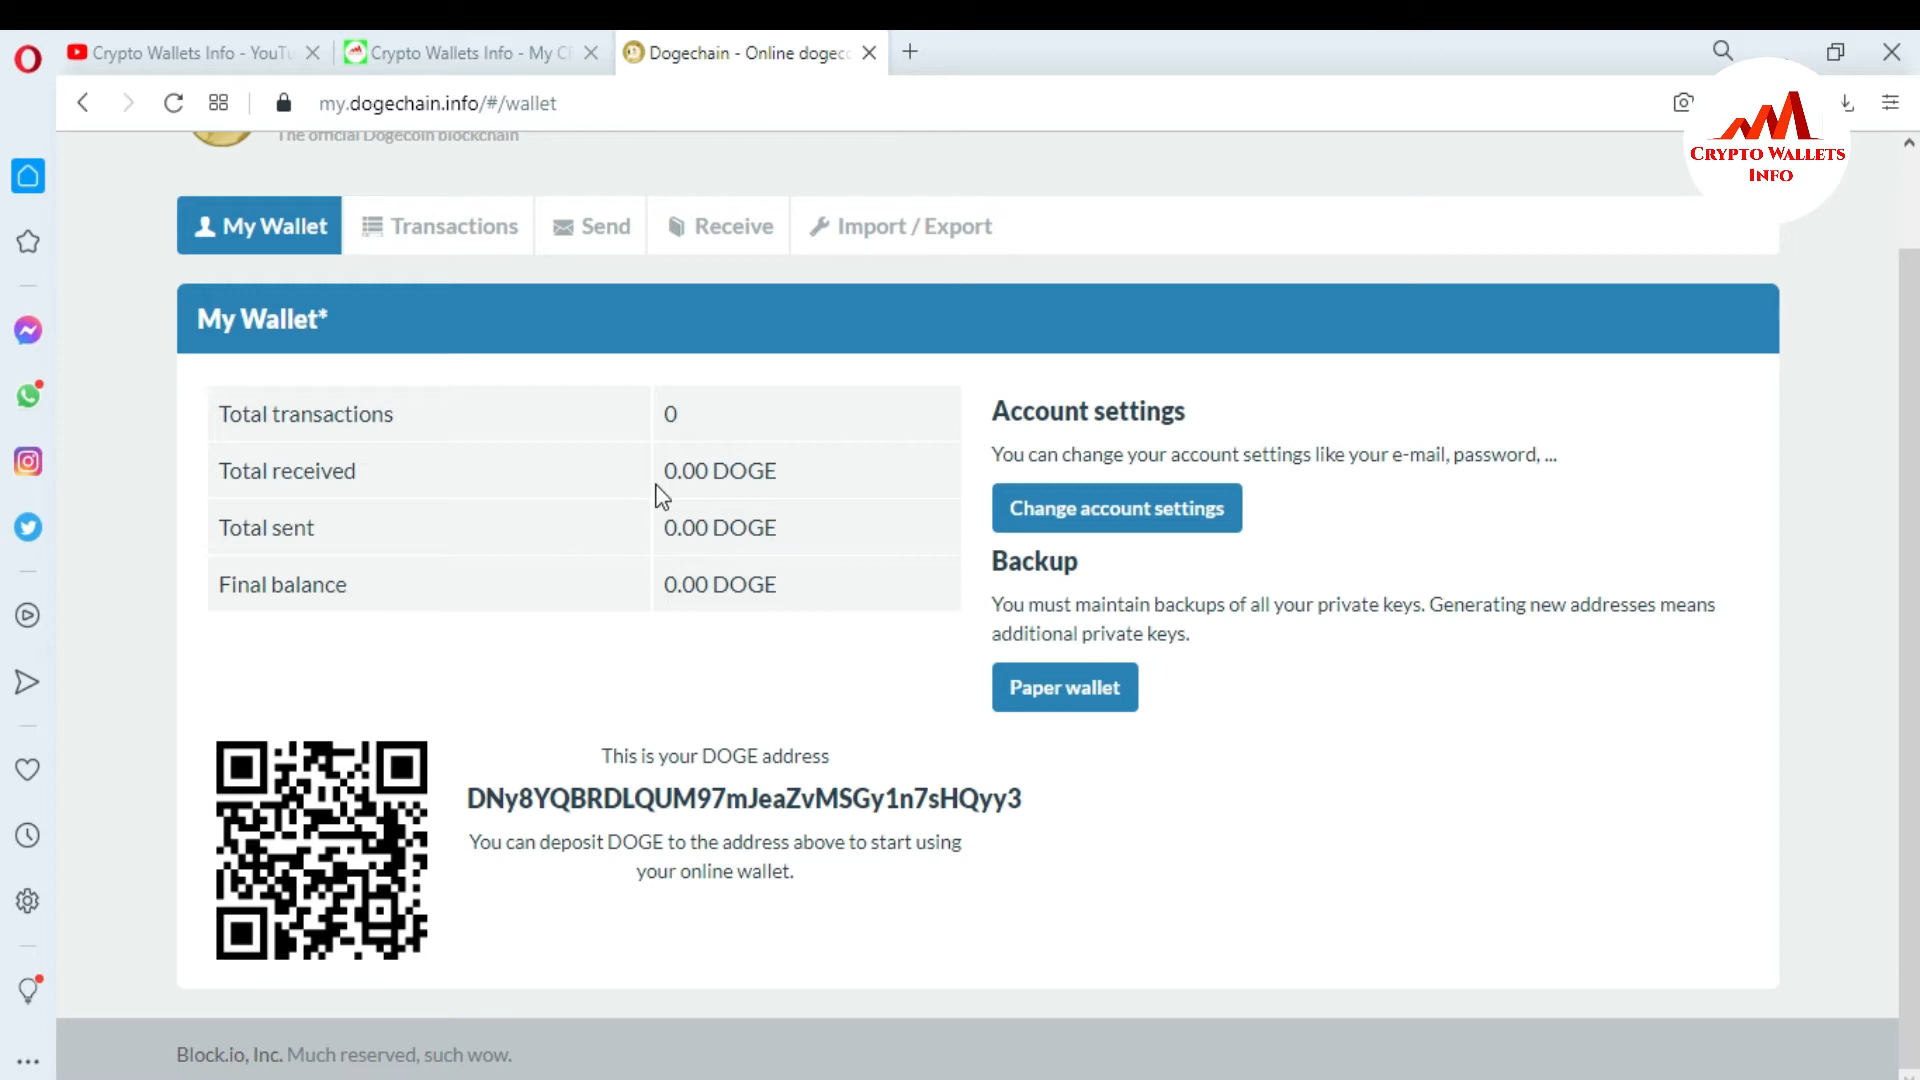 Crypto Wallets Info - YouTu
Crypto Wallets Info - My C
Dogechain - Online dogeco
my.dogechain.info/#/wallet
CRYPTO WALLETS
INFO
The official Dogecoin blockchain
My Wallet
Transactions
Send
Receive
Import / Export
My Wallet*
Total transactions 0
Total received 0.00 DOGE
Total sent 0.00 DOGE
Final balance 0.00 DOGE
Account settings
You can change your account settings like your e-mail, password, ...
Change account settings
Backup
You must maintain backups of all your private keys. Generating new addresses means
additional private keys.
Paper wallet
This is your DOGE address
DNy8YQBRDLQUM97mJeaZvMSGy1n7sHQyy3
You can deposit DOGE to the address above to start using
your online wallet.
Block.io, Inc. Much reserved, such wow.